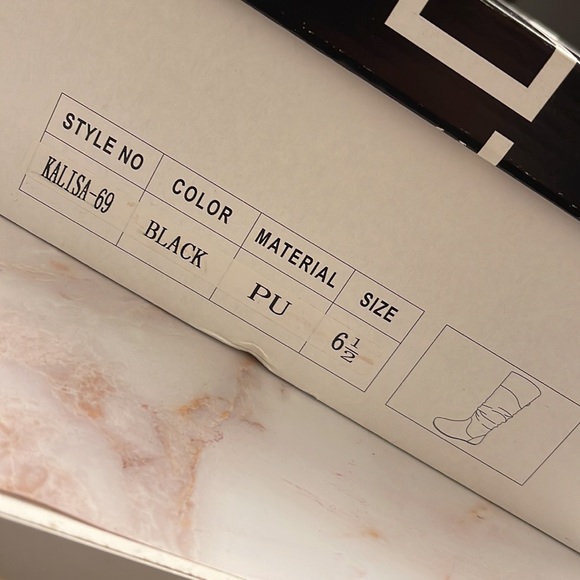 STYLE NO COLOR MATERIAL SIZE
KALISA-69 BLACK PU 6½